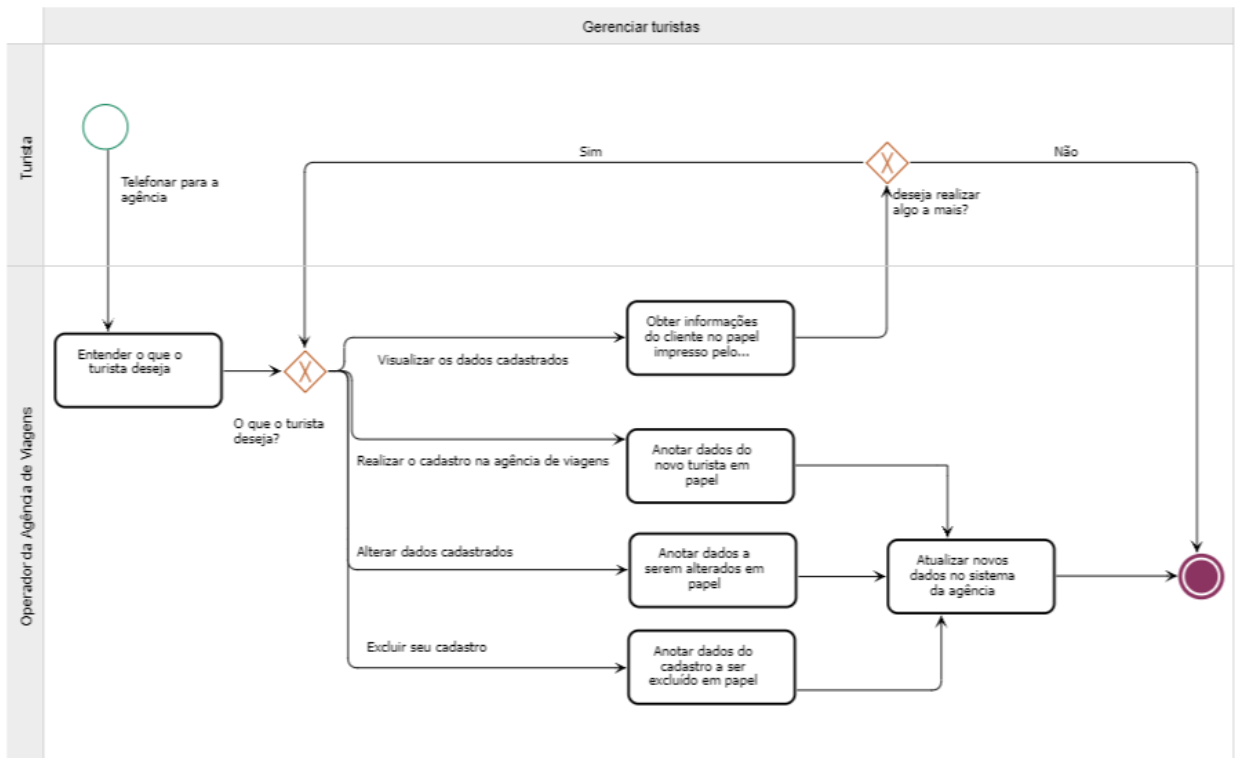 Gerenciar turistas
Turista
Telefonar para a
agência
Sim
Não
deseja realizar
algo a mais?
Operador da Agência de Viagens
Entender o que o
turista deseja
O que o turista
deseja?
Visualizar os dados cadastrados
Obter informações
do cliente no papel
impresso pelo...
Realizar o cadastro na agência de viagens
Anotar dados do
novo turista em
papel
Alterar dados cadastrados
Anotar dados a
serem alterados em
papel
Atualizar novos
dados no sistema
da agência
Excluir seu cadastro
Anotar dados do
cadastro a ser
excluído em papel